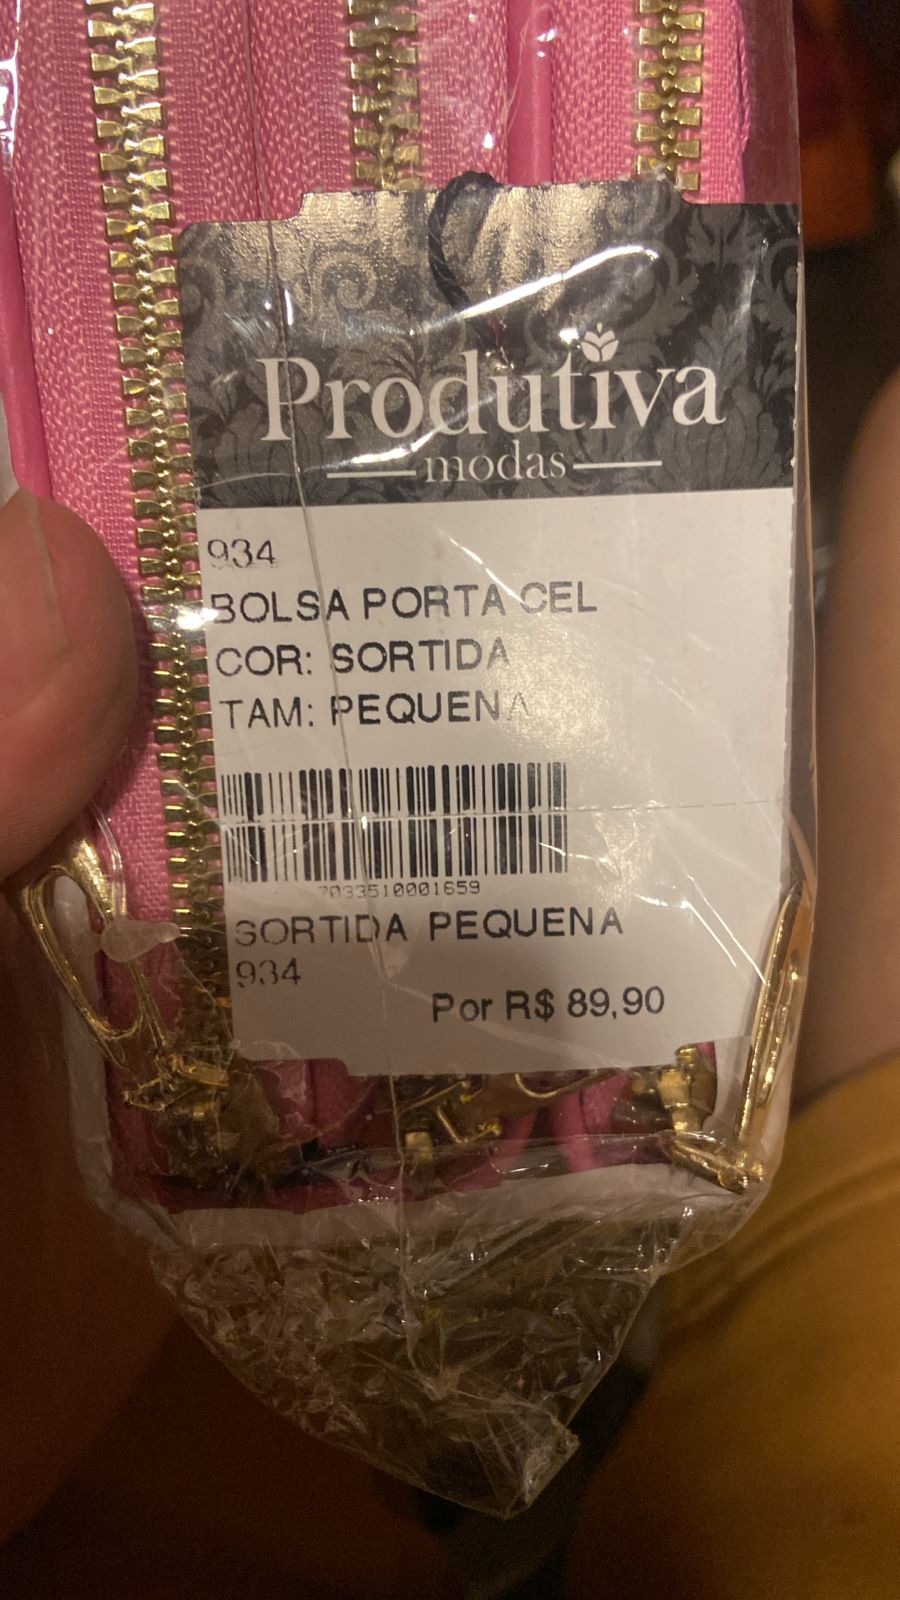 Produtiva
modas
934
BOLSA PORTA CEL
COR: SORTIDA
TAM: PEQUENA
7033510001659
SORTIDA PEQUENA
934
Por R$ 89,90